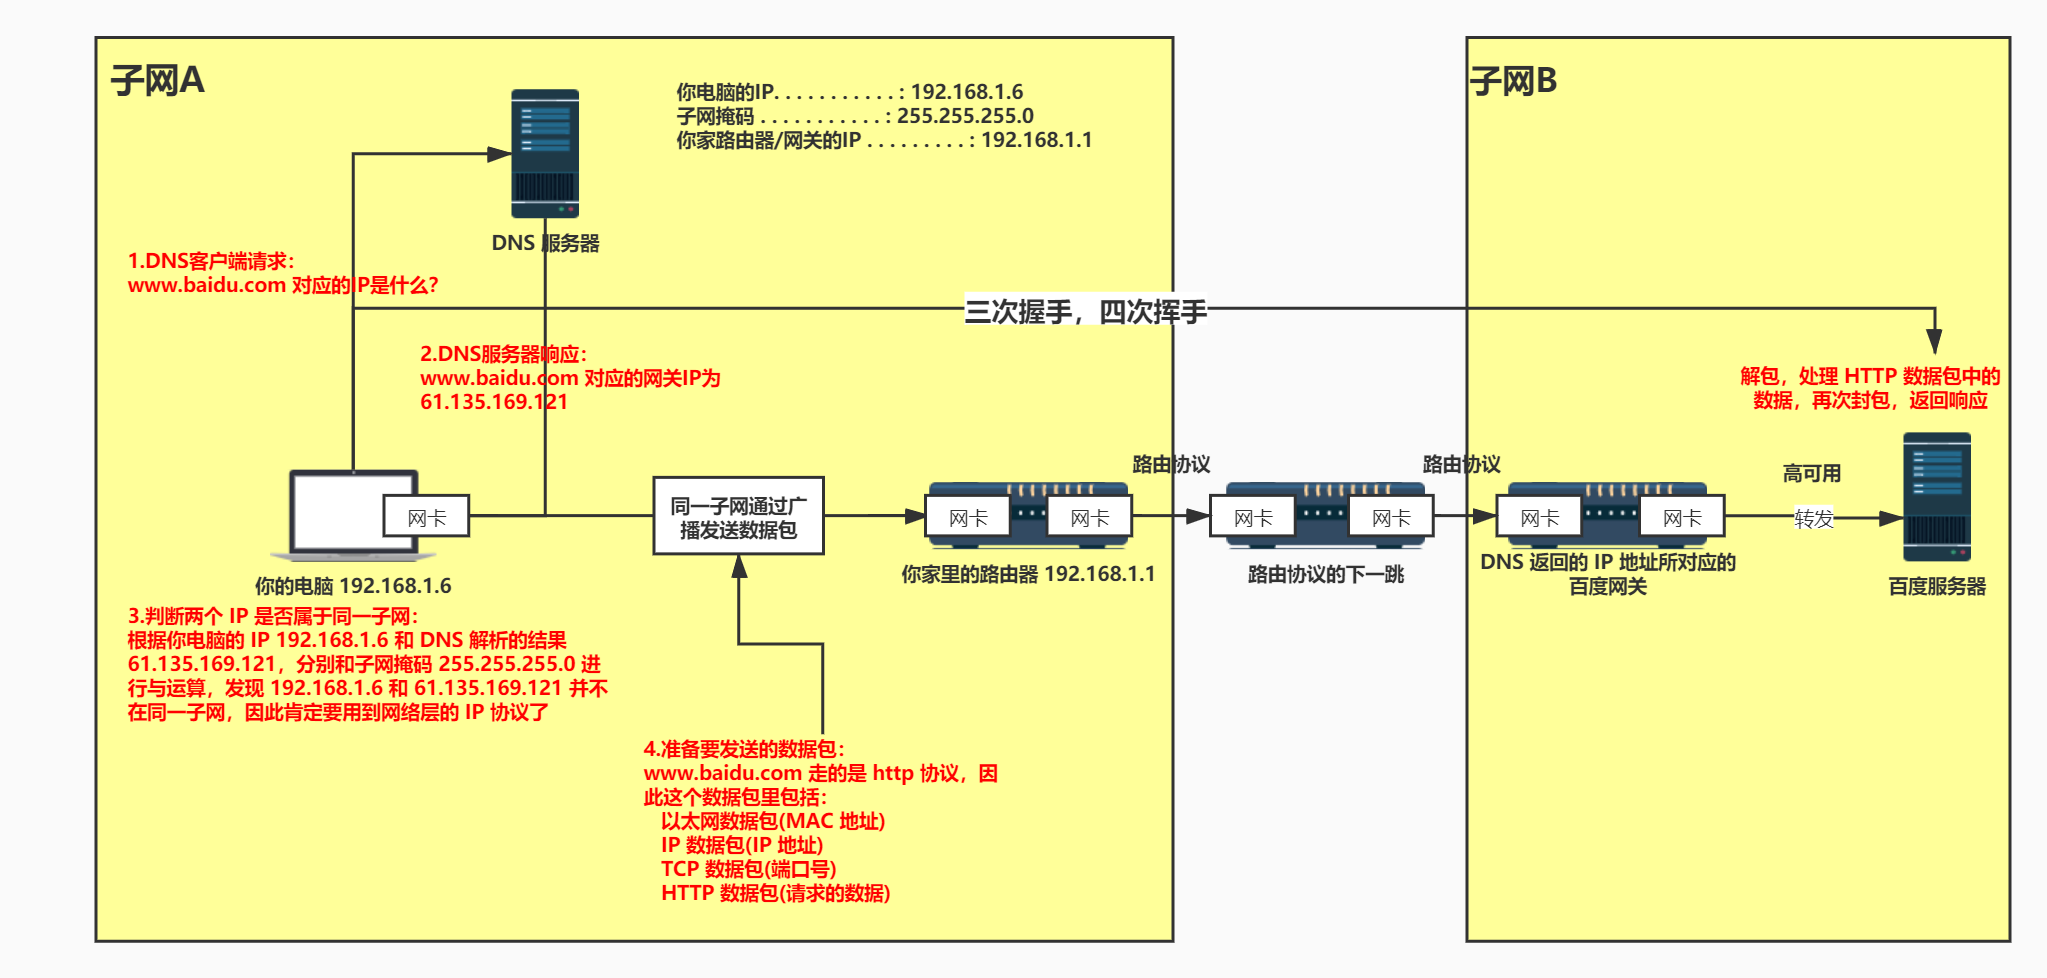 子网A
你电脑的IP. . . . . . . . . . . : 192.168.1.6
子网掩码 . . . . . . . . . . . : 255.255.255.0
你家路由器/网关的IP . . . . . . . . . : 192.168.1.1
子网B
DNS 服务器
1.DNS客户端请求：
www.baidu.com 对应的IP是什么？
三次握手，四次挥手
2.DNS服务器响应：
www.baidu.com 对应的网关IP为
61.135.169.121
解包，处理 HTTP 数据包中的
数据，再次封包，返回响应
路由协议
路由协议
高可用
网卡
同一子网通过广
播发送数据包
网卡
网卡
网卡
网卡
网卡
网卡
转发
你的电脑 192.168.1.6
你家里的路由器 192.168.1.1
路由协议的下一跳
DNS 返回的 IP 地址所对应的
百度网关
百度服务器
3.判断两个 IP 是否属于同一子网：
根据你电脑的 IP 192.168.1.6 和 DNS 解析的结果
61.135.169.121，分别和子网掩码 255.255.255.0 进
行与运算，发现 192.168.1.6 和 61.135.169.121 并不
在同一子网，因此肯定要用到网络层的 IP 协议了
4.准备要发送的数据包：
www.baidu.com 走的是 http 协议，因
此这个数据包里包括：
以太网数据包(MAC 地址)
IP 数据包(IP 地址)
TCP 数据包(端口号)
HTTP 数据包(请求的数据)